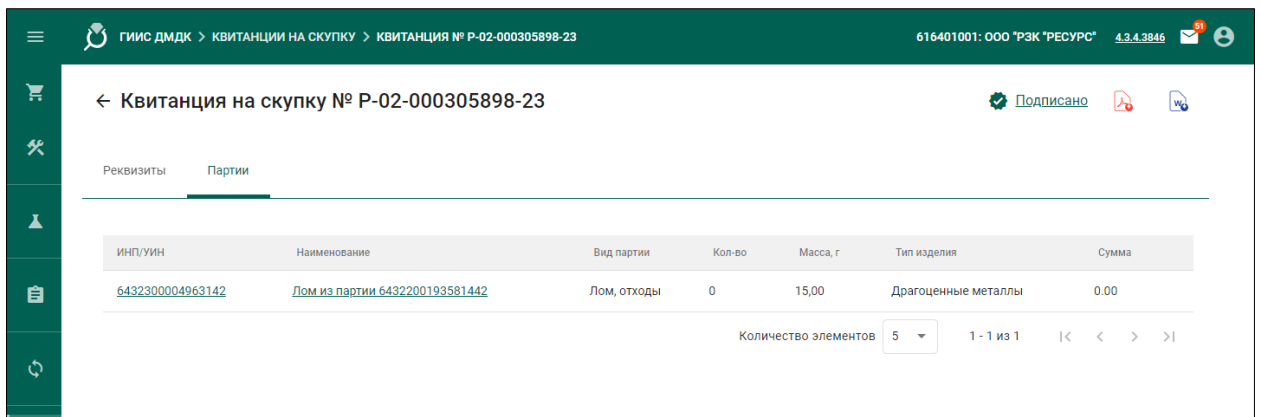 ГИИС ДМДК > КВИТАНЦИИ НА СКУПКУ > КВИТАНЦИЯ № Р-02-000305898-23 616401001: ООО "РЗК "РЕСУРС" 4.3.4.3846 51
← Квитанция на скупку № Р-02-000305898-23 Подписано
Реквизиты Партии
ИНП/УИН Наименование Вид партии Кол-во Масса, г Тип изделия Сумма
6432300004963142 Лом из партии 6432200193581442 Лом, отходы 0 15,00 Драгоценные металлы 0.00
Количество элементов 5 1 - 1 из 1